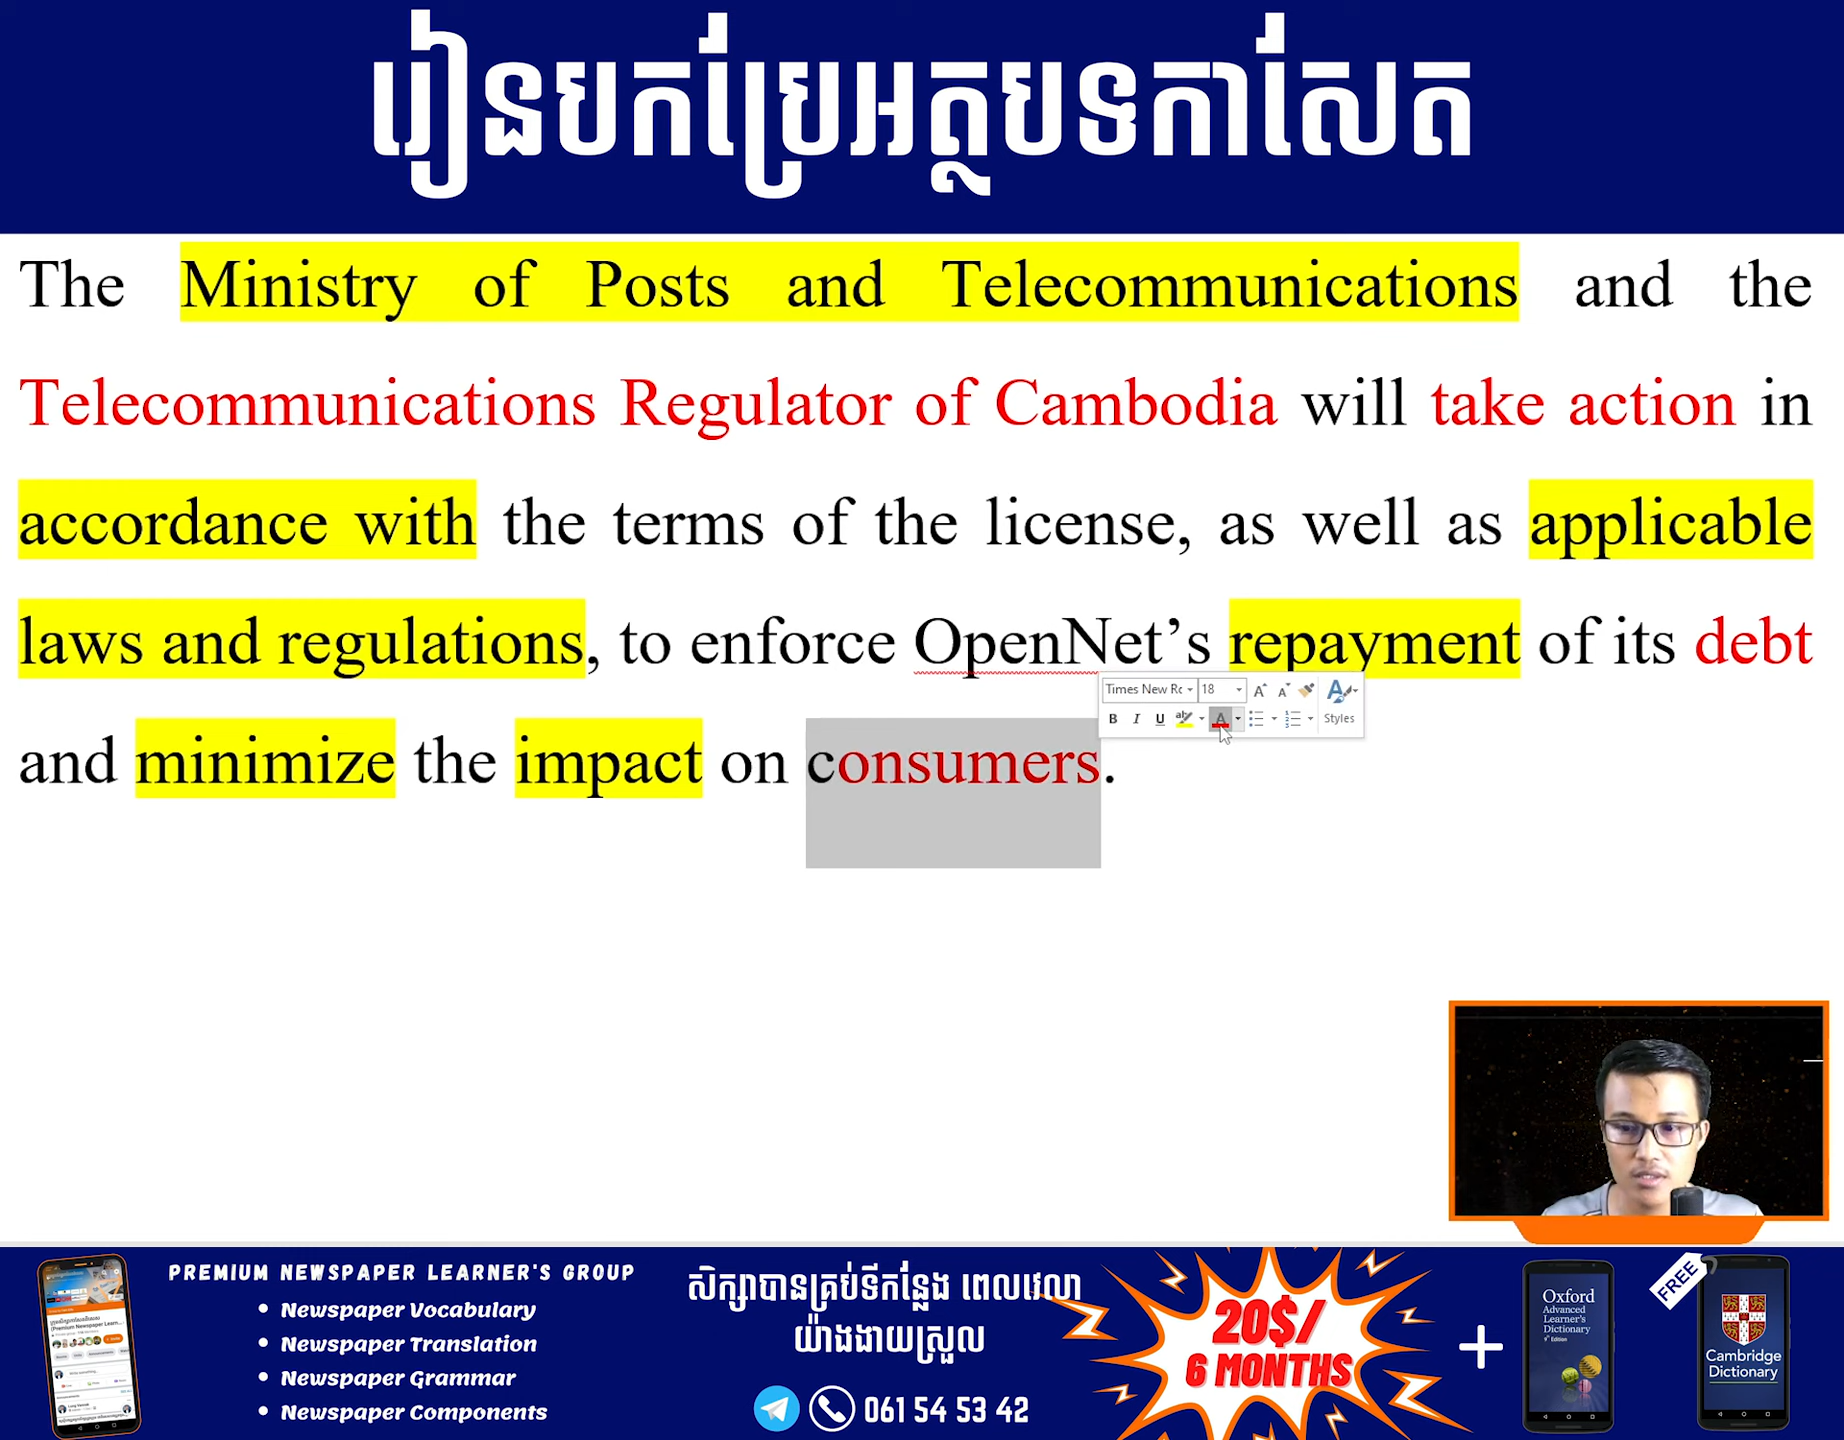 រៀនបកប្រែអត្ថបទកាសែត
The Ministry of Posts and Telecommunications and the
Telecommunications Regulator of Cambodia will take action in
accordance with the terms of the license, as well as applicable
laws and regulations, to enforce OpenNet’s repayment of its debt
Times New Rc 18
B I U Styles
and minimize the impact on consumers.
PREMIUM NEWSPAPER LEARNER'S GROUP
• Newspaper Vocabulary
• Newspaper Translation
• Newspaper Grammar
• Newspaper Components
សិក្សាបានគ្រប់ទីកន្លែង ពេលវេលា
យ៉ាងងាយស្រួល
061 54 53 42
20$/
6 MONTHS
+
Oxford
Advanced
Learner's
Dictionary
9th Edition
FREE
Cambridge
Dictionary